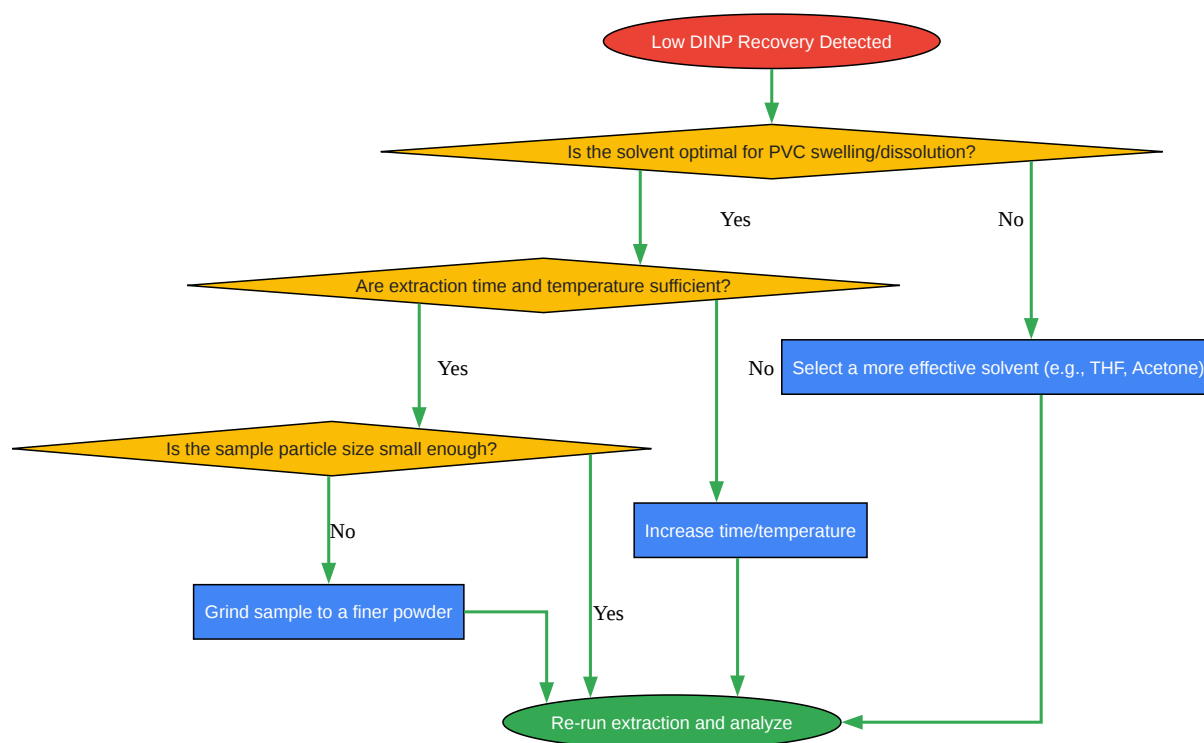 Low DINP Recovery Detected
Is the solvent optimal for PVC swelling/dissolution?
Yes
No
Are extraction time and temperature sufficient?
Yes
No
Select a more effective solvent (e.g., THF, Acetone)
Is the sample particle size small enough?
No
Increase time/temperature
Grind sample to a finer powder
Yes
Re-run extraction and analyze